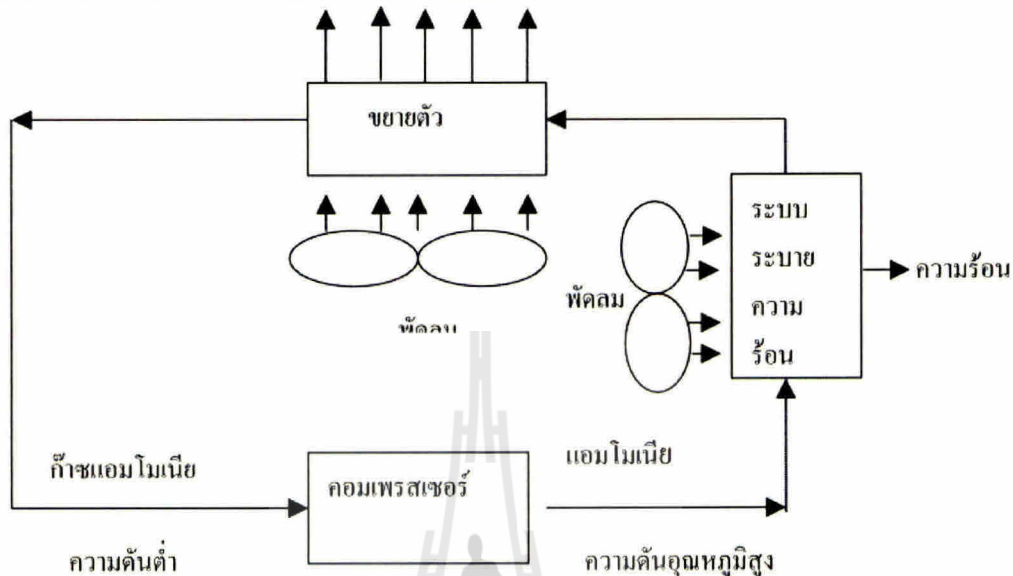 ขยายตัว
ระบบ
ระบาย
ความ
ร้อน
ความร้อน
พัดลม
พัดลม
ก๊าซแอมโมเนีย
คอมเพรสเซอร์
แอมโมเนีย
ความดันต่ำ
ความดันอุณหภูมิสูง